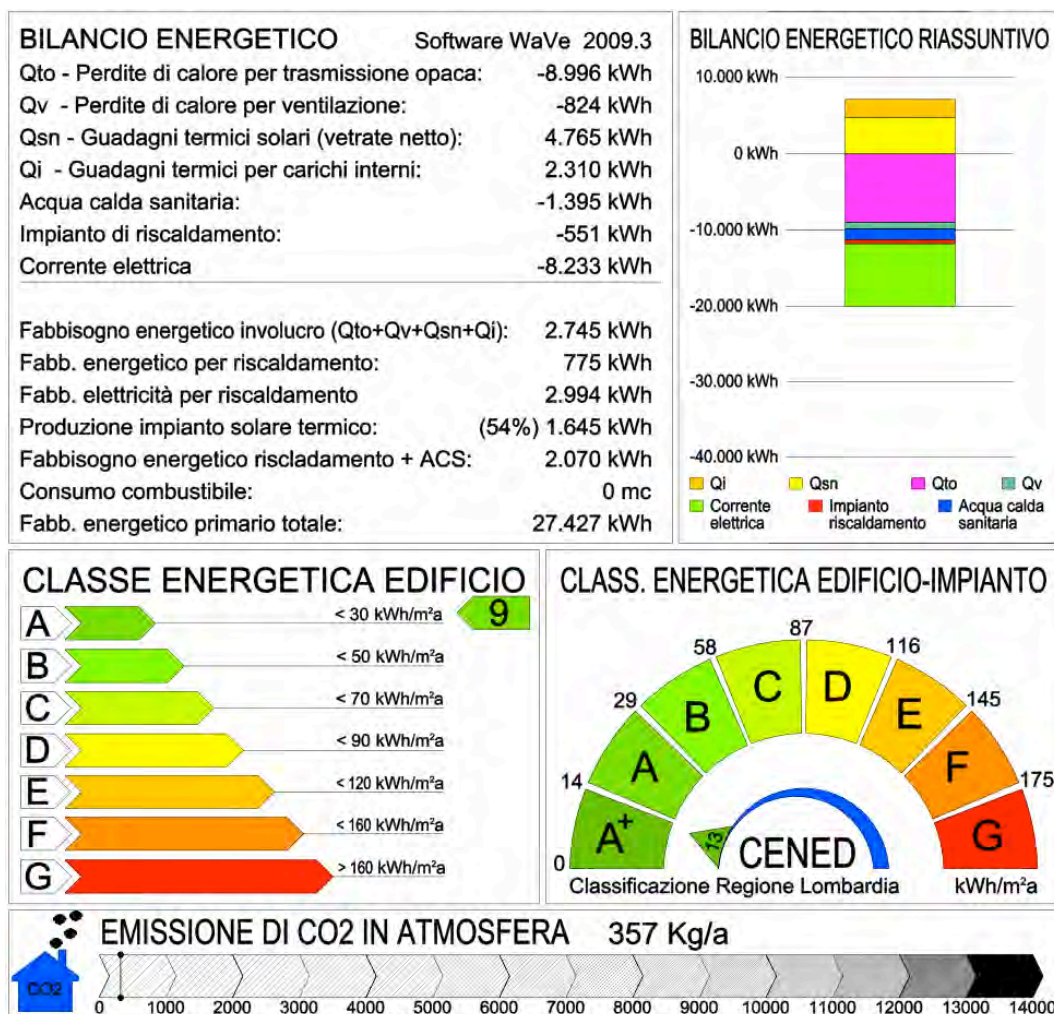 BILANCIO ENERGETICO Software WaVe 2009.3
Qto - Perdite di calore per trasmissione opaca: -8.996 kWh
Qv - Perdite di calore per ventilazione: -824 kWh
Qsn - Guadagni termici solari (vetrate netto): 4.765 kWh
Qi - Guadagni termici per carichi interni: 2.310 kWh
Acqua calda sanitaria: -1.395 kWh
Impianto di riscaldamento: -551 kWh
Corrente elettrica -8.233 kWh
Fabbisogno energetico involucro (Qto+Qv+Qsn+Qi): 2.745 kWh
Fabb. energetico per riscaldamento: 775 kWh
Fabb. elettricità per riscaldamento 2.994 kWh
Produzione impianto solare termico: (54%) 1.645 kWh
Fabbisogno energetico riscladamento + ACS: 2.070 kWh
Consumo combustibile: 0 mc
Fabb. energetico primario totale: 27.427 kWh
BILANCIO ENERGETICO RIASSUNTIVO
10.000 kWh
0 kWh
-10.000 kWh
-20.000 kWh
-30.000 kWh
-40.000 kWh
Qi Qsn Qto Qv
Corrente elettrica
Impianto riscaldamento
Acqua calda sanitaria
CLASSE ENERGETICA EDIFICIO
A < 30 kWh/m²a 9
B < 50 kWh/m²a
C < 70 kWh/m²a
D < 90 kWh/m²a
E < 120 kWh/m²a
F < 160 kWh/m²a
G > 160 kWh/m²a
CLASS. ENERGETICA EDIFICIO-IMPIANTO
0 14 29 58 87 116 145 175
A+ A B C D E F G
13
CENED
Classificazione Regione Lombardia kWh/m²a
EMISSIONE DI CO2 IN ATMOSFERA 357 Kg/a
CO2
0 1000 2000 3000 4000 5000 6000 7000 8000 9000 10000 11000 12000 13000 14000